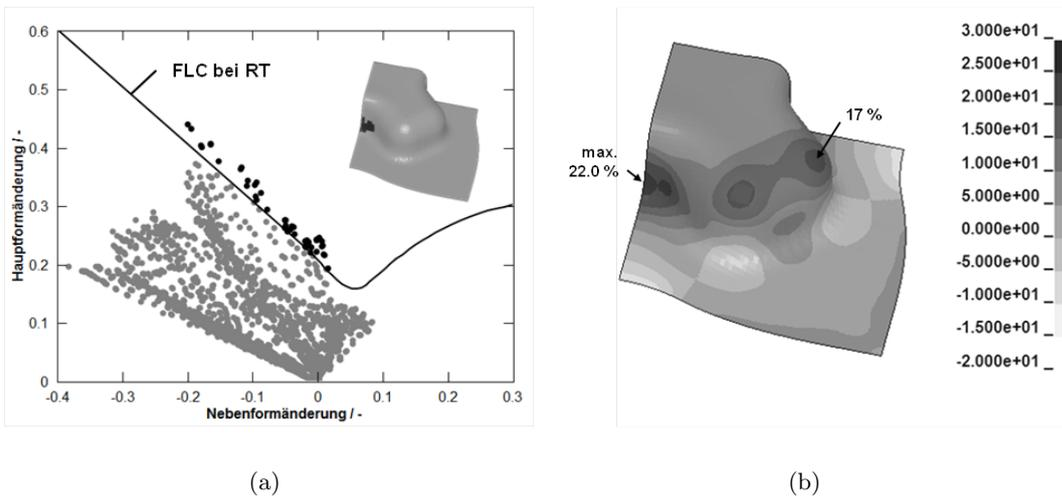 0.6
0.5
0.4
0.3
0.2
0.1
0
-0.4 -0.3 -0.2 -0.1 0 0.1 0.2 0.3
Hauptformänderung / -
Nebenformänderung / -
FLC bei RT
(a)
max.
22.0 %
17 %
3.000e+01
2.500e+01
2.000e+01
1.500e+01
1.000e+01
5.000e+00
0.000e+00
-5.000e+00
-1.000e+01
-1.500e+01
-2.000e+01
(b)